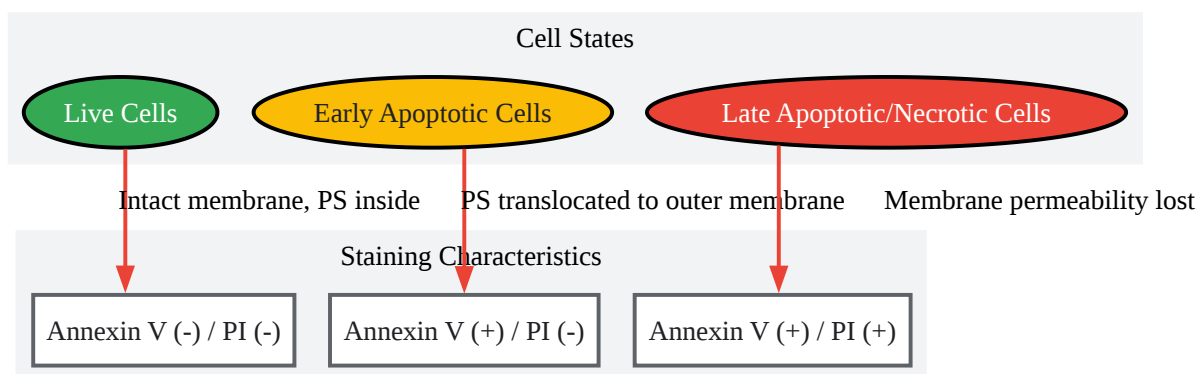 Cell States
Live Cells
Early Apoptotic Cells
Late Apoptotic/Necrotic Cells
Intact membrane, PS inside
PS translocated to outer membrane
Membrane permeability lost
Staining Characteristics
Annexin V (-) / PI (-)
Annexin V (+) / PI (-)
Annexin V (+) / PI (+)